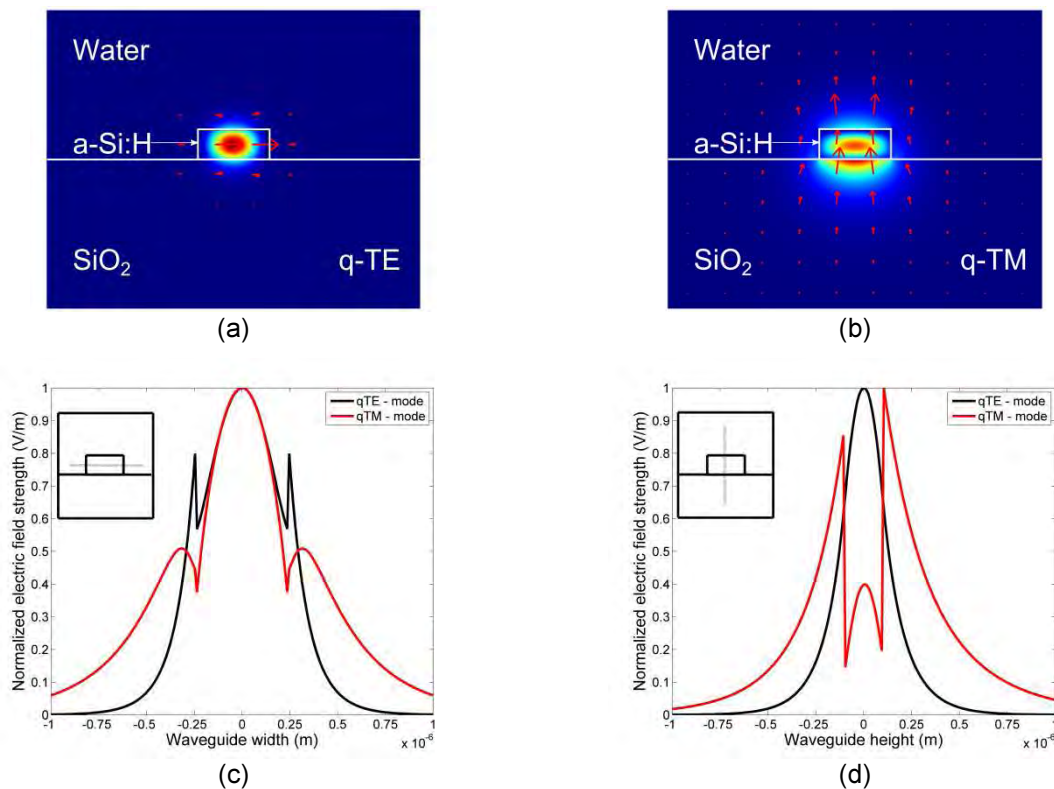 Water
a-Si:H
SiO₂
q-TE
(a)
Water
a-Si:H
SiO₂
q-TM
(b)
Normalized electric field strength (V/m)
1
0.9
0.8
0.7
0.6
0.5
0.4
0.3
0.2
0.1
0
qTE - mode
qTM - mode
-1
-0.75
-0.5
-0.25
0
0.25
0.5
0.75
1
Waveguide width (m)
x 10⁻⁶
(c)
Normalized electric field strength (V/m)
1
0.9
0.8
0.7
0.6
0.5
0.4
0.3
0.2
0.1
0
qTE - mode
qTM - mode
-1
-0.75
-0.5
-0.25
0
0.25
0.5
0.75
1
Waveguide height (m)
x 10⁻⁶
(d)